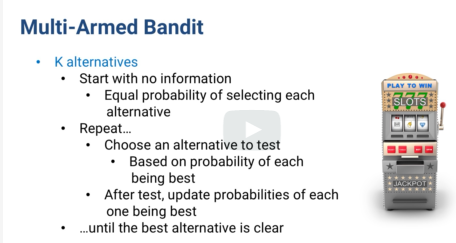 Multi-Armed Bandit
• K alternatives
• Start with no information
• Equal probability of selecting each
alternative
• Repeat…
• Choose an alternative to test
• Based on probability of each
being best
• After test, update probabilities of each
one being best
• …until the best alternative is clear
PLAY TO WIN
777
SLOTS
JACKPOT